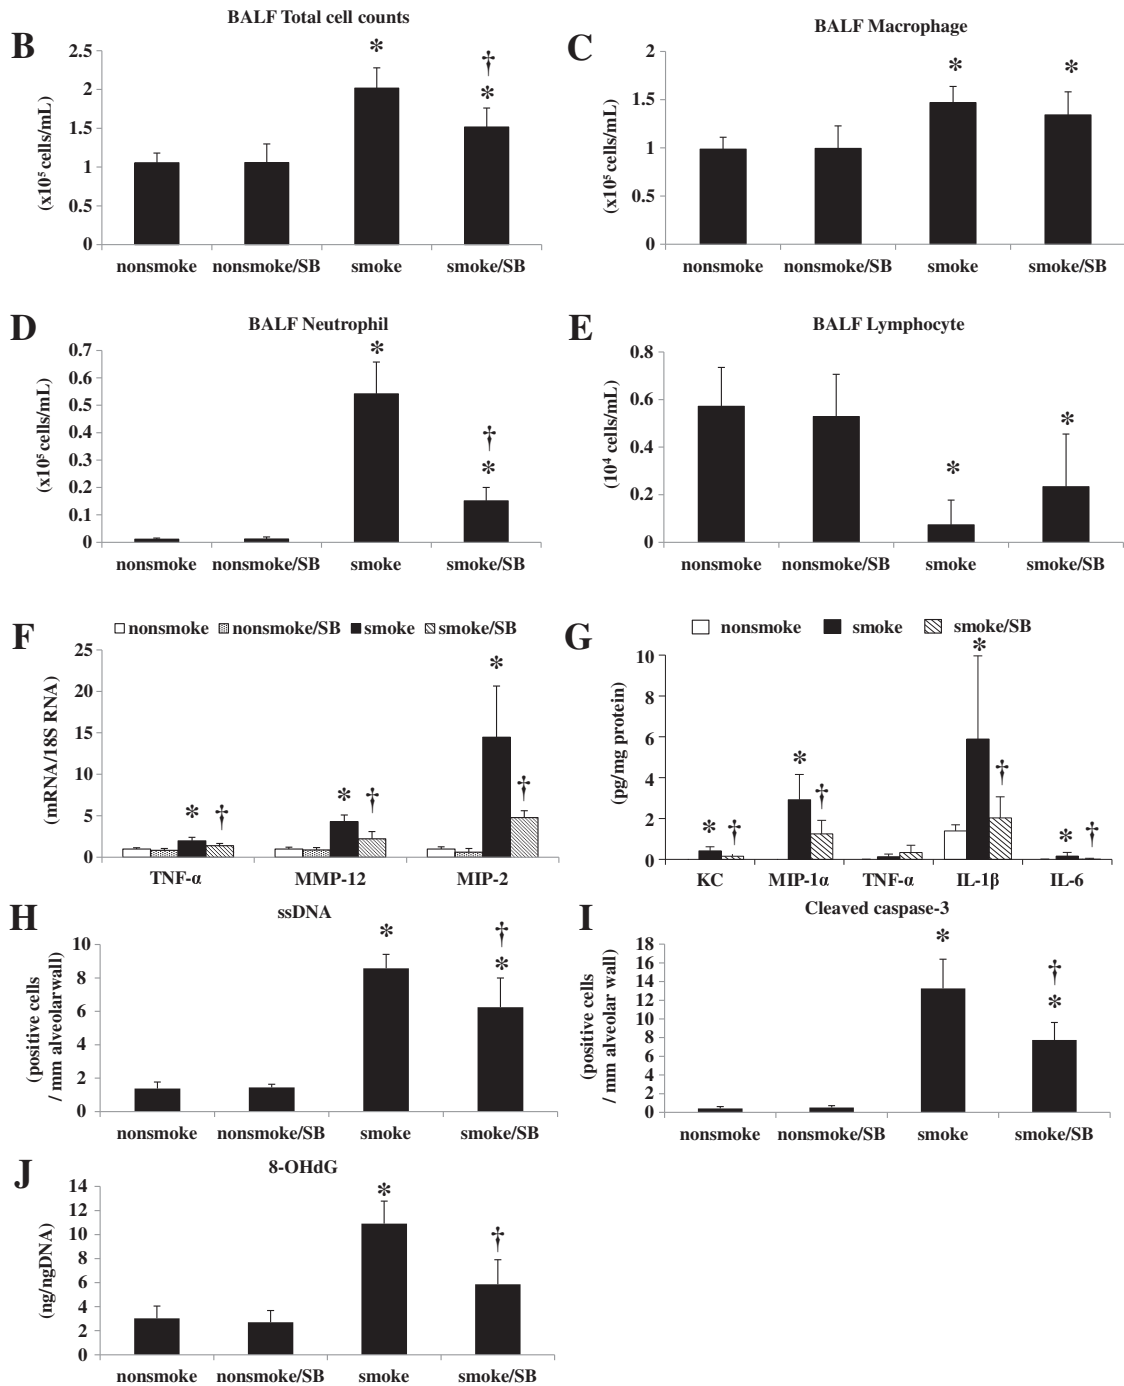 B
BALF Total cell counts
(x10⁵ cells/mL)
2.5
2
1.5
1
0.5
0
*
†
*
nonsmoke nonsmoke/SB smoke smoke/SB
C
BALF Macrophage
(x10⁵ cells/mL)
2
1.5
1
0.5
0
* *
nonsmoke nonsmoke/SB smoke smoke/SB
D
BALF Neutrophil
(x10⁵ cells/mL)
0.7
0.6
0.5
0.4
0.3
0.2
0.1
0
*
†
*
nonsmoke nonsmoke/SB smoke smoke/SB
E
BALF Lymphocyte
(10⁴ cells/mL)
0.8
0.6
0.4
0.2
0
* *
nonsmoke nonsmoke/SB smoke smoke/SB
F
nonsmoke nonsmoke/SB smoke smoke/SB
(mRNA/18S RNA)
25
20
15
10
5
0
* † * † * †
TNF-α MMP-12 MIP-2
G
nonsmoke smoke smoke/SB
(pg/mg protein)
10
8
6
4
2
0
* † * † * † * †
KC MIP-1α TNF-α IL-1β IL-6
H
ssDNA
(positive cells
/ mm alveolar wall)
10
8
6
4
2
0
*
†
*
nonsmoke nonsmoke/SB smoke smoke/SB
I
Cleaved caspase-3
(positive cells
/ mm alveolar wall)
18
16
14
12
10
8
6
4
2
0
*
†
*
nonsmoke nonsmoke/SB smoke smoke/SB
J
8-OHdG
(ng/ngDNA)
14
12
10
8
6
4
2
0
* †
nonsmoke nonsmoke/SB smoke smoke/SB